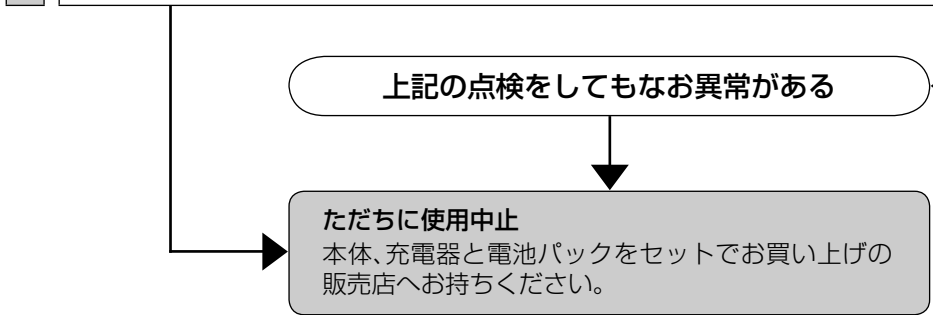 上記の点検をしてもなお異常がある
ただちに使用中止
本体、充電器と電池パックをセットでお買い上げの
販売店へお持ちください。